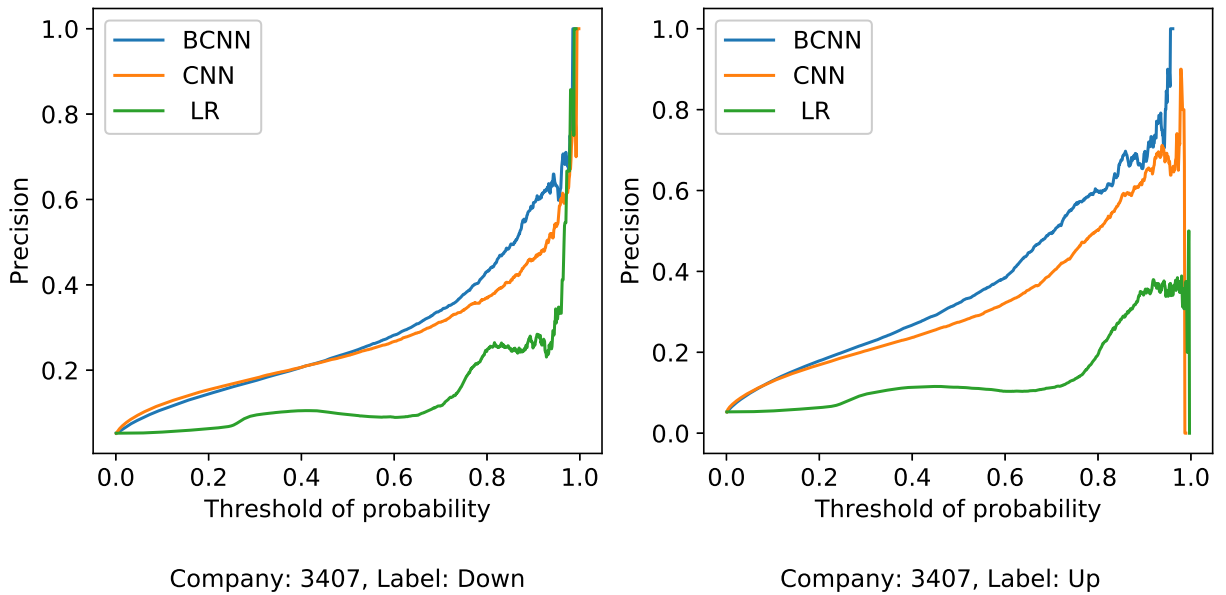 1.0
0.8
0.6
0.4
0.2
Precision
BCNN
CNN
LR
0.0 0.2 0.4 0.6 0.8 1.0
Threshold of probability
Company: 3407, Label: Down
1.0
0.8
0.6
0.4
0.2
0.0
Precision
BCNN
CNN
LR
0.0 0.2 0.4 0.6 0.8 1.0
Threshold of probability
Company: 3407, Label: Up